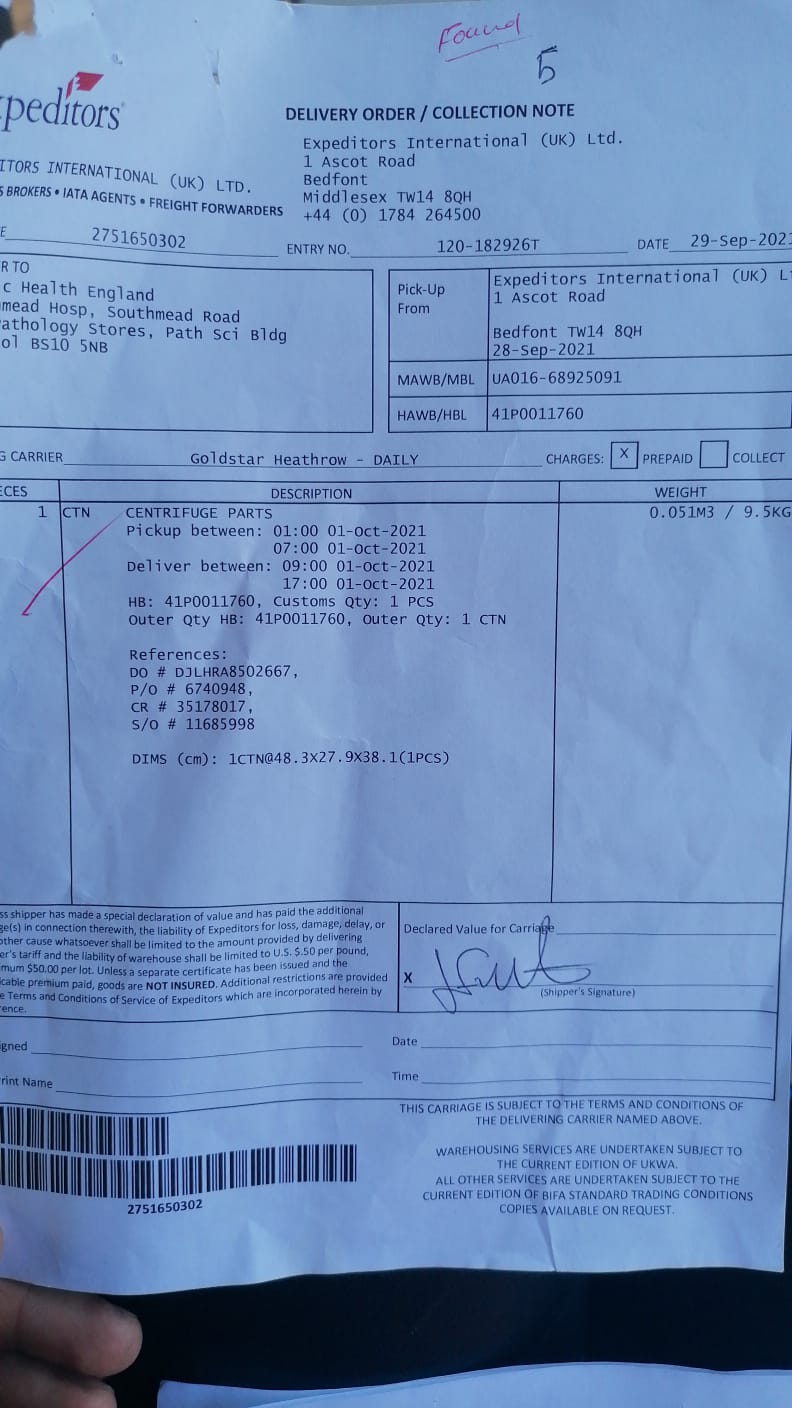 Found
5
peditors
DELIVERY ORDER / COLLECTION NOTE
Expeditors International (UK) Ltd.
1 Ascot Road
Bedfont
Middlesex TW14 8QH
+44 (0) 1784 264500
ITORS INTERNATIONAL (UK) LTD.
S BROKERS • IATA AGENTS • FREIGHT FORWARDERS
E 2751650302
ENTRY NO. 120-182926T
DATE 29-Sep-2021
R TO
c Health England
mead Hosp, Southmead Road
athology Stores, Path Sci Bldg
ol BS10 5NB
Pick-Up From
Expeditors International (UK) Lt
1 Ascot Road
Bedfont TW14 8QH
28-Sep-2021
MAWB/MBL UA016-68925091
HAWB/HBL 41P0011760
G CARRIER Goldstar Heathrow - DAILY
CHARGES: X PREPAID COLLECT
ECES DESCRIPTION WEIGHT
1 CTN CENTRIFUGE PARTS 0.051M3 / 9.5KG
Pickup between: 01:00 01-Oct-2021
07:00 01-Oct-2021
Deliver between: 09:00 01-Oct-2021
17:00 01-Oct-2021
HB: 41P0011760, Customs Qty: 1 PCS
Outer Qty HB: 41P0011760, Outer Qty: 1 CTN
References:
DO # DJLHRA8502667,
P/O # 6740948,
CR # 35178017,
S/O # 11685998
DIMS (cm): 1CTN@48.3X27.9X38.1(1PCS)
ss shipper has made a special declaration of value and has paid the additional
ge(s) in connection therewith, the liability of Expeditors for loss, damage, delay, or
other cause whatsoever shall be limited to the amount provided by delivering
er's tariff and the liability of warehouse shall be limited to U.S. $.50 per pound,
mum $50.00 per lot. Unless a separate certificate has been issued and the
cable premium paid, goods are NOT INSURED. Additional restrictions are provided
e Terms and Conditions of Service of Expeditors which are incorporated herein by
rence.
Declared Value for Carriage
X
(Shipper's Signature)
gned
Date
rint Name
Time
THIS CARRIAGE IS SUBJECT TO THE TERMS AND CONDITIONS OF
THE DELIVERING CARRIER NAMED ABOVE.
WAREHOUSING SERVICES ARE UNDERTAKEN SUBJECT TO
THE CURRENT EDITION OF UKWA.
ALL OTHER SERVICES ARE UNDERTAKEN SUBJECT TO THE
CURRENT EDITION OF BIFA STANDARD TRADING CONDITIONS
COPIES AVAILABLE ON REQUEST.
2751650302